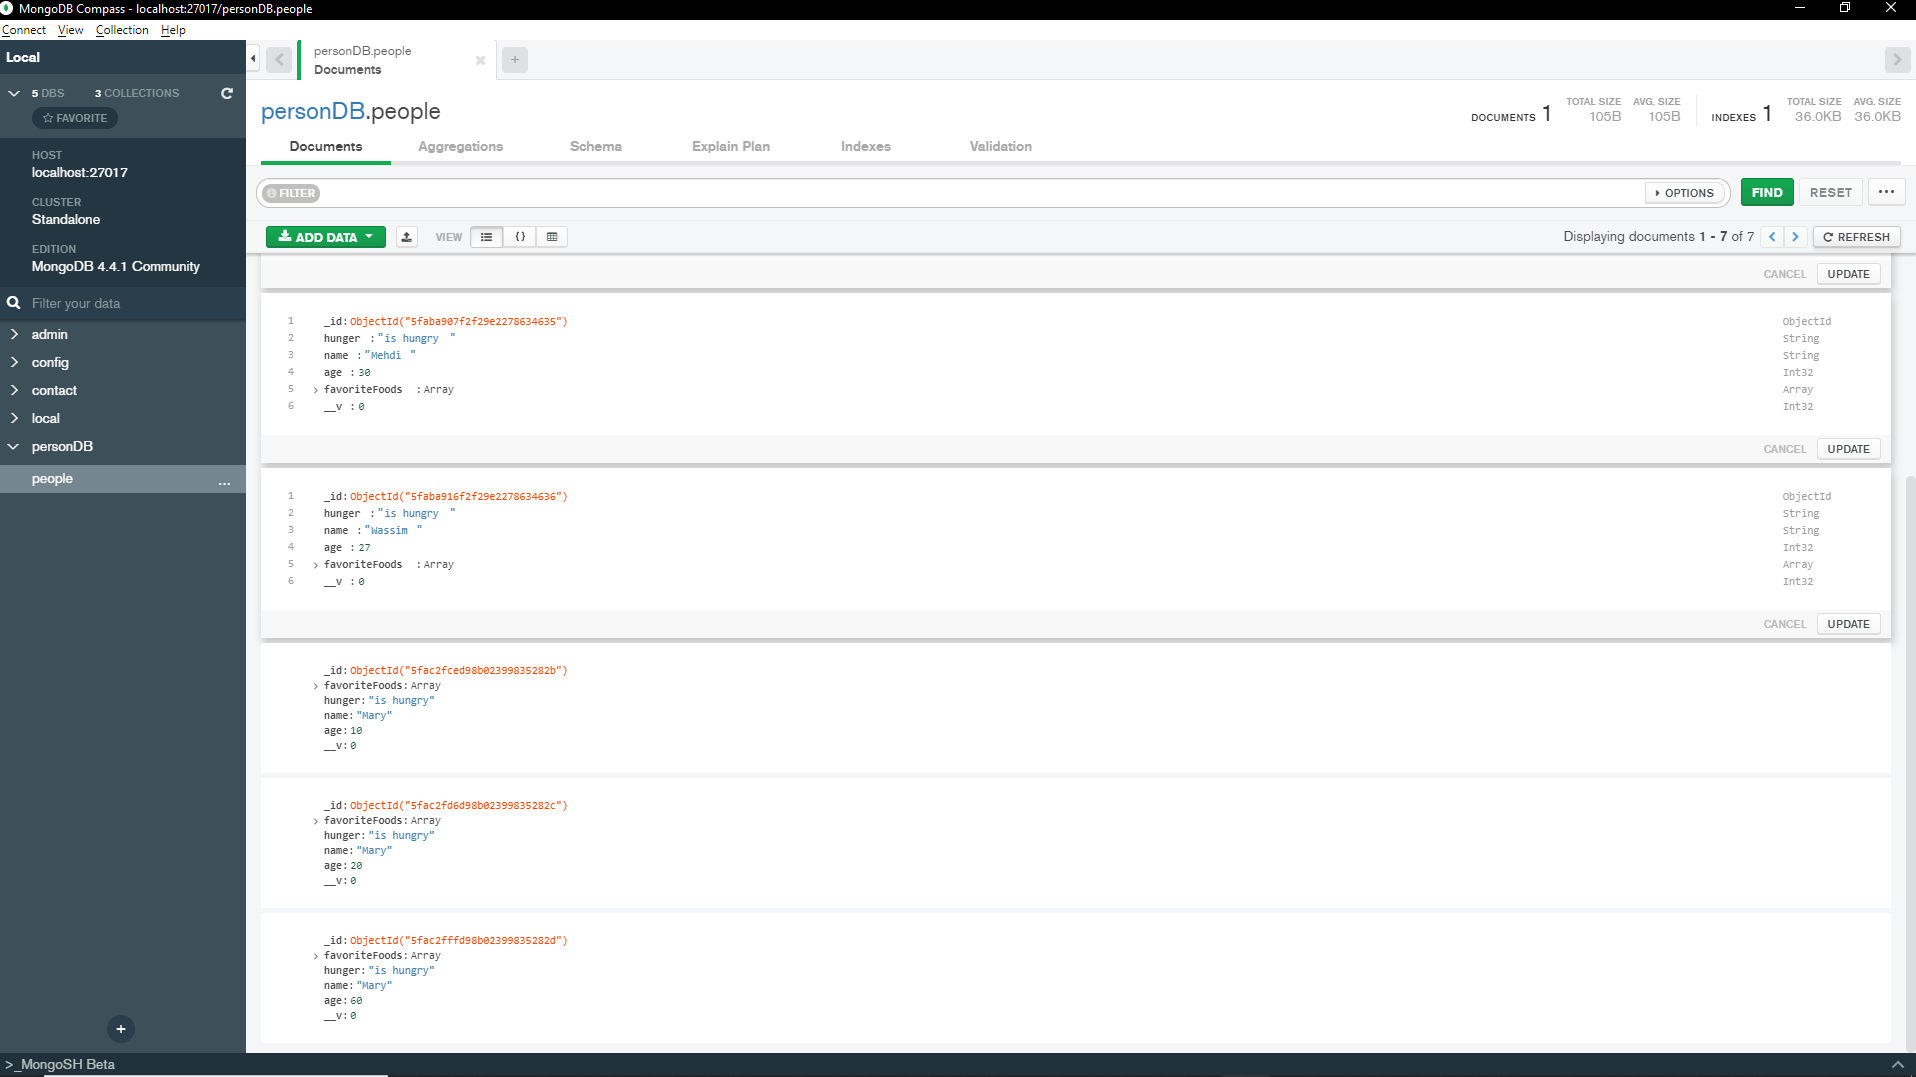 MongoDB Compass - localhost:27017/personDB.people
Connect View Collection Help
Local
5 DBS 3 COLLECTIONS
FAVORITE
HOST
localhost:27017
CLUSTER
Standalone
EDITION
MongoDB 4.4.1 Community
Filter your data
admin
config
contact
local
personDB
people ...
+
personDB.people
Documents
+
personDB.people
DOCUMENTS 1 TOTAL SIZE 105B AVG. SIZE 105B INDEXES 1 TOTAL SIZE 36.0KB AVG. SIZE 36.0KB
Documents Aggregations Schema Explain Plan Indexes Validation
FILTER OPTIONS FIND RESET ...
ADD DATA VIEW {} Displaying documents 1 - 7 of 7 < > REFRESH
CANCEL UPDATE
1 _id:ObjectId("5faba907f2f29e2278634635") ObjectId
2 hunger :"is hungry " String
3 name :"Mehdi " String
4 age :30 Int32
5 > favoriteFoods :Array Array
6 __v :0 Int32
CANCEL UPDATE
1 _id:ObjectId("5faba916f2f29e2278634636") ObjectId
2 hunger :"is hungry " String
3 name :"Wassim " String
4 age :27 Int32
5 > favoriteFoods :Array Array
6 __v :0 Int32
CANCEL UPDATE
_id:ObjectId("5fac2fced98b02399835282b")
> favoriteFoods:Array
hunger:"is hungry"
name:"Mary"
age:10
__v:0
_id:ObjectId("5fac2fd6d98b02399835282c")
> favoriteFoods:Array
hunger:"is hungry"
name:"Mary"
age:20
__v:0
_id:ObjectId("5fac2fffd98b02399835282d")
> favoriteFoods:Array
hunger:"is hungry"
name:"Mary"
age:60
__v:0
>_MongoSH Beta